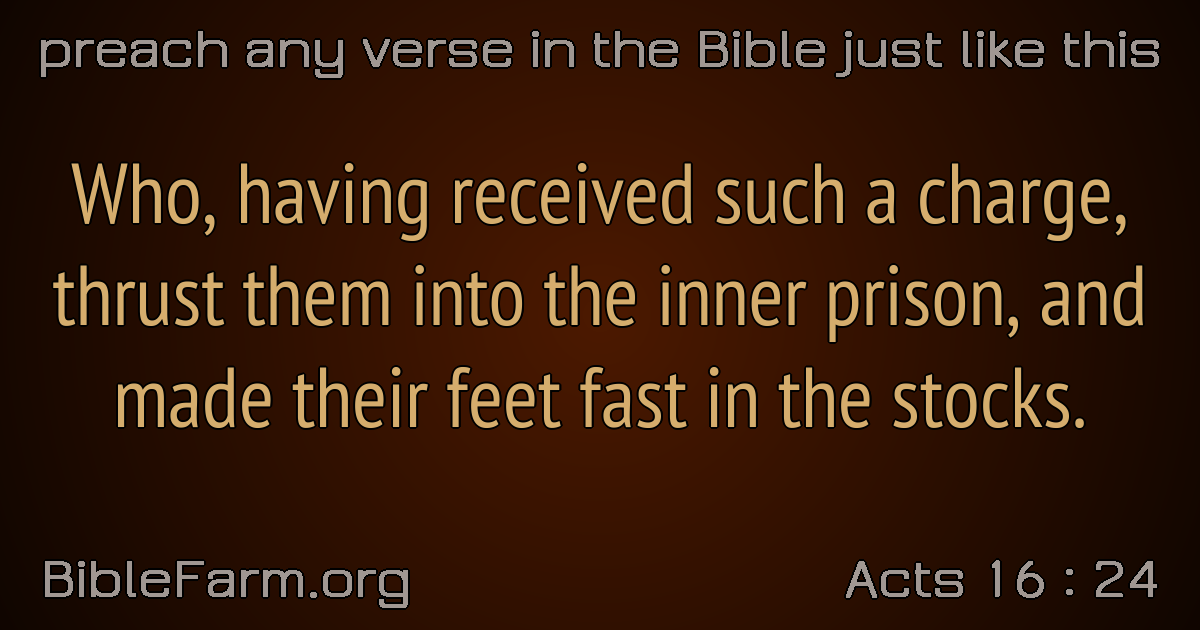 preach any verse in the Bible just like this
Who, having received such a charge,
thrust them into the inner prison, and
made their feet fast in the stocks.
BibleFarm.org
Acts 16 : 24